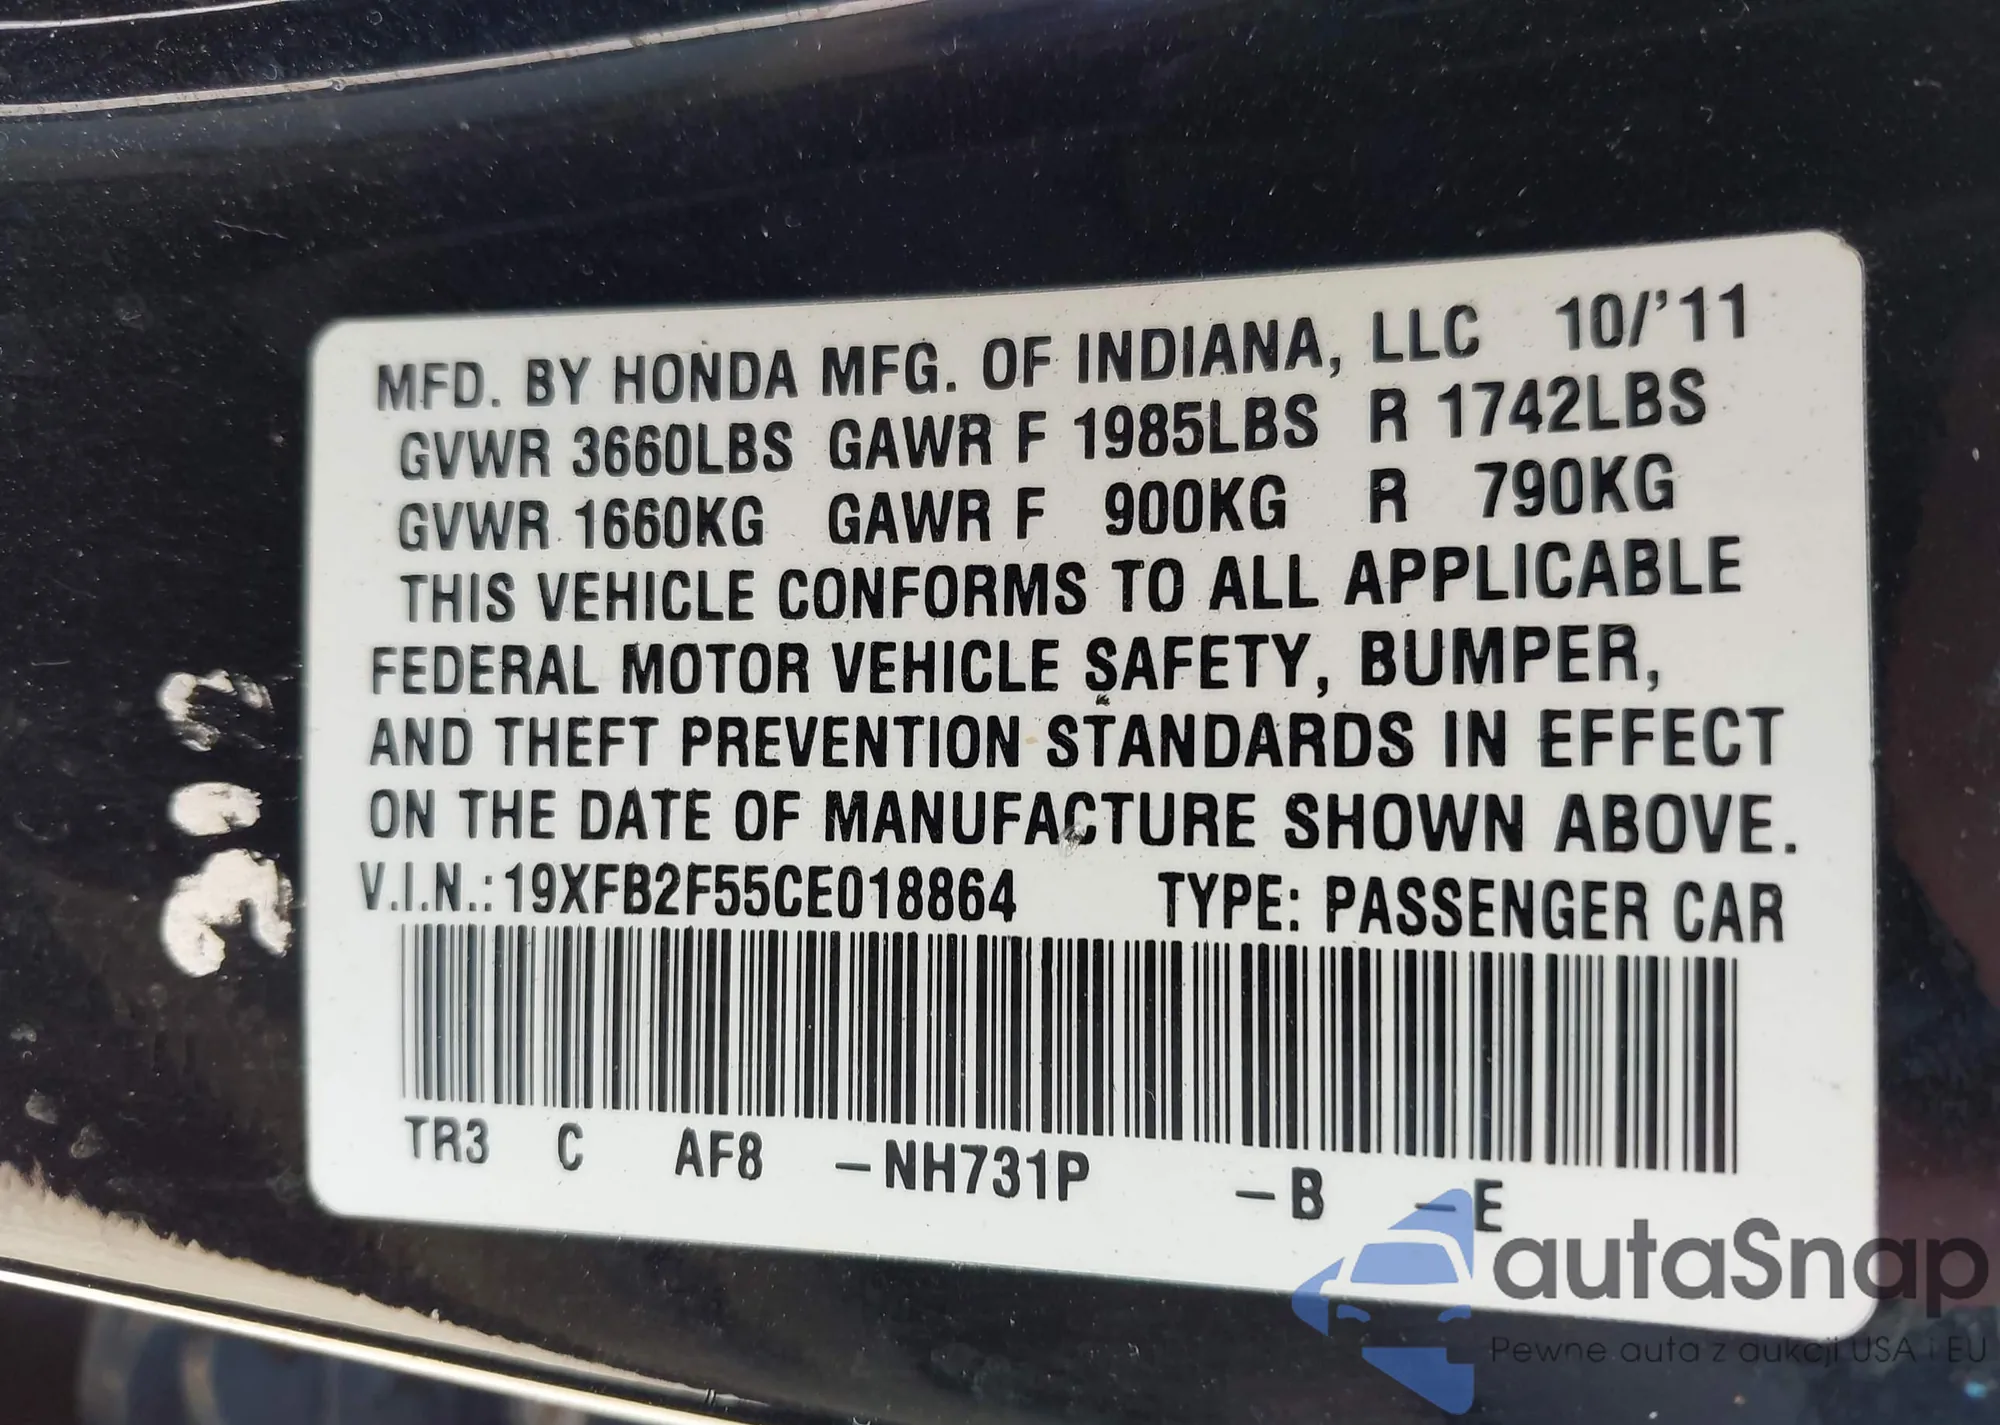 MFD. BY HONDA MFG. OF INDIANA, LLC 10/'11
GVWR 3660LBS GAWR F 1985LBS R 1742LBS
GVWR 1660KG GAWR F 900KG R 790KG
THIS VEHICLE CONFORMS TO ALL APPLICABLE
FEDERAL MOTOR VEHICLE SAFETY, BUMPER,
AND THEFT PREVENTION STANDARDS IN EFFECT
ON THE DATE OF MANUFACTURE SHOWN ABOVE.
V.I.N.:19XFB2F55CE018864 TYPE: PASSENGER CAR
TR3 C AF8 –NH731P –B –E
autaSnap
Pewne auta z aukcji USA i EU